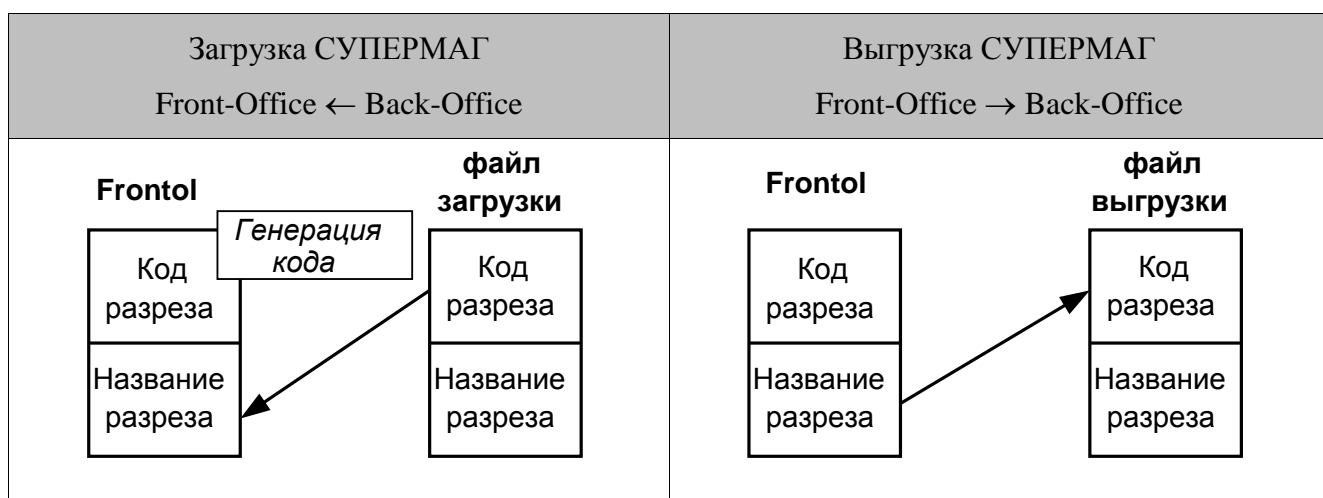 Загрузка СУПЕРМАГ
Front-Office ← Back-Office
Выгрузка СУПЕРМАГ
Front-Office → Back-Office
Frontol
файл
загрузки
Генерация
кода
Код
разреза
Код
разреза
Название
разреза
Название
разреза
Frontol
файл
выгрузки
Код
разреза
Код
разреза
Название
разреза
Название
разреза